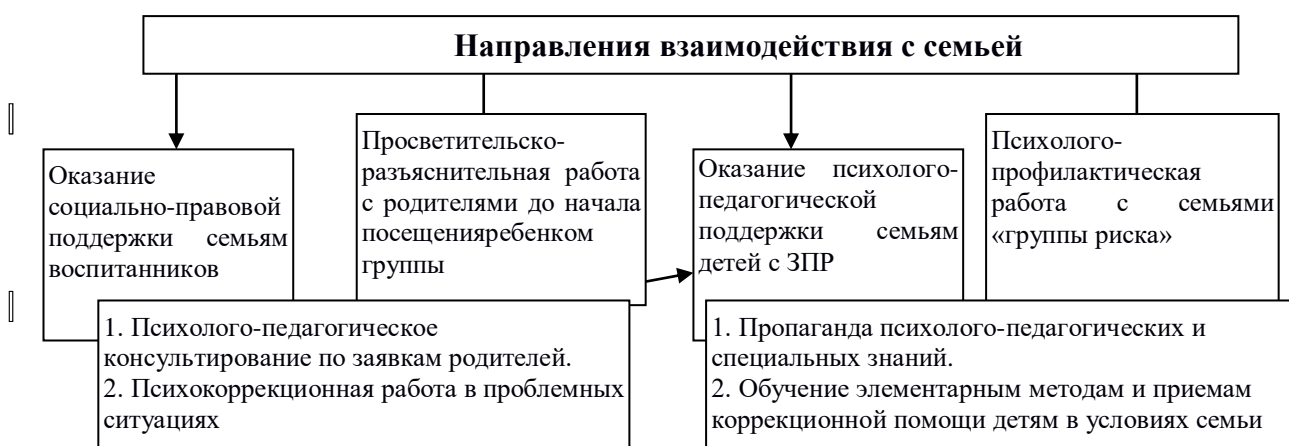 Направления взаимодействия с семьей
Оказание
социально-правовой
поддержки семьям
воспитанников
Просветительско-
разъяснительная работа
с родителями до начала
посещенияребенком
группы
Оказание психолого-
педагогической
поддержки семьям
детей с ЗПР
Психолого-
профилактическая
работа с семьями
«группы риска»
1. Психолого-педагогическое
консультирование по заявкам родителей.
2. Психокоррекционная работа в проблемных
ситуациях
1. Пропаганда психолого-педагогических и
специальных знаний.
2. Обучение элементарным методам и приемам
коррекционной помощи детям в условиях семьи